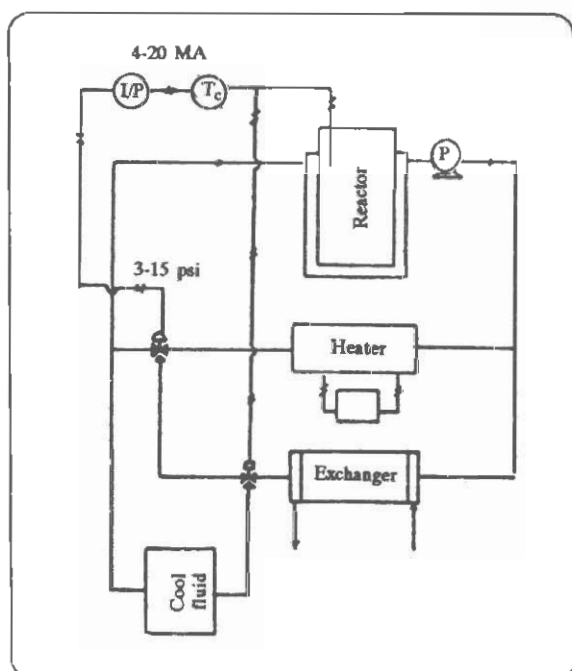 4-20 MA
I/P
Tc
P
Reactor
3-15 psi
Heater
Exchanger
Cool
fluid